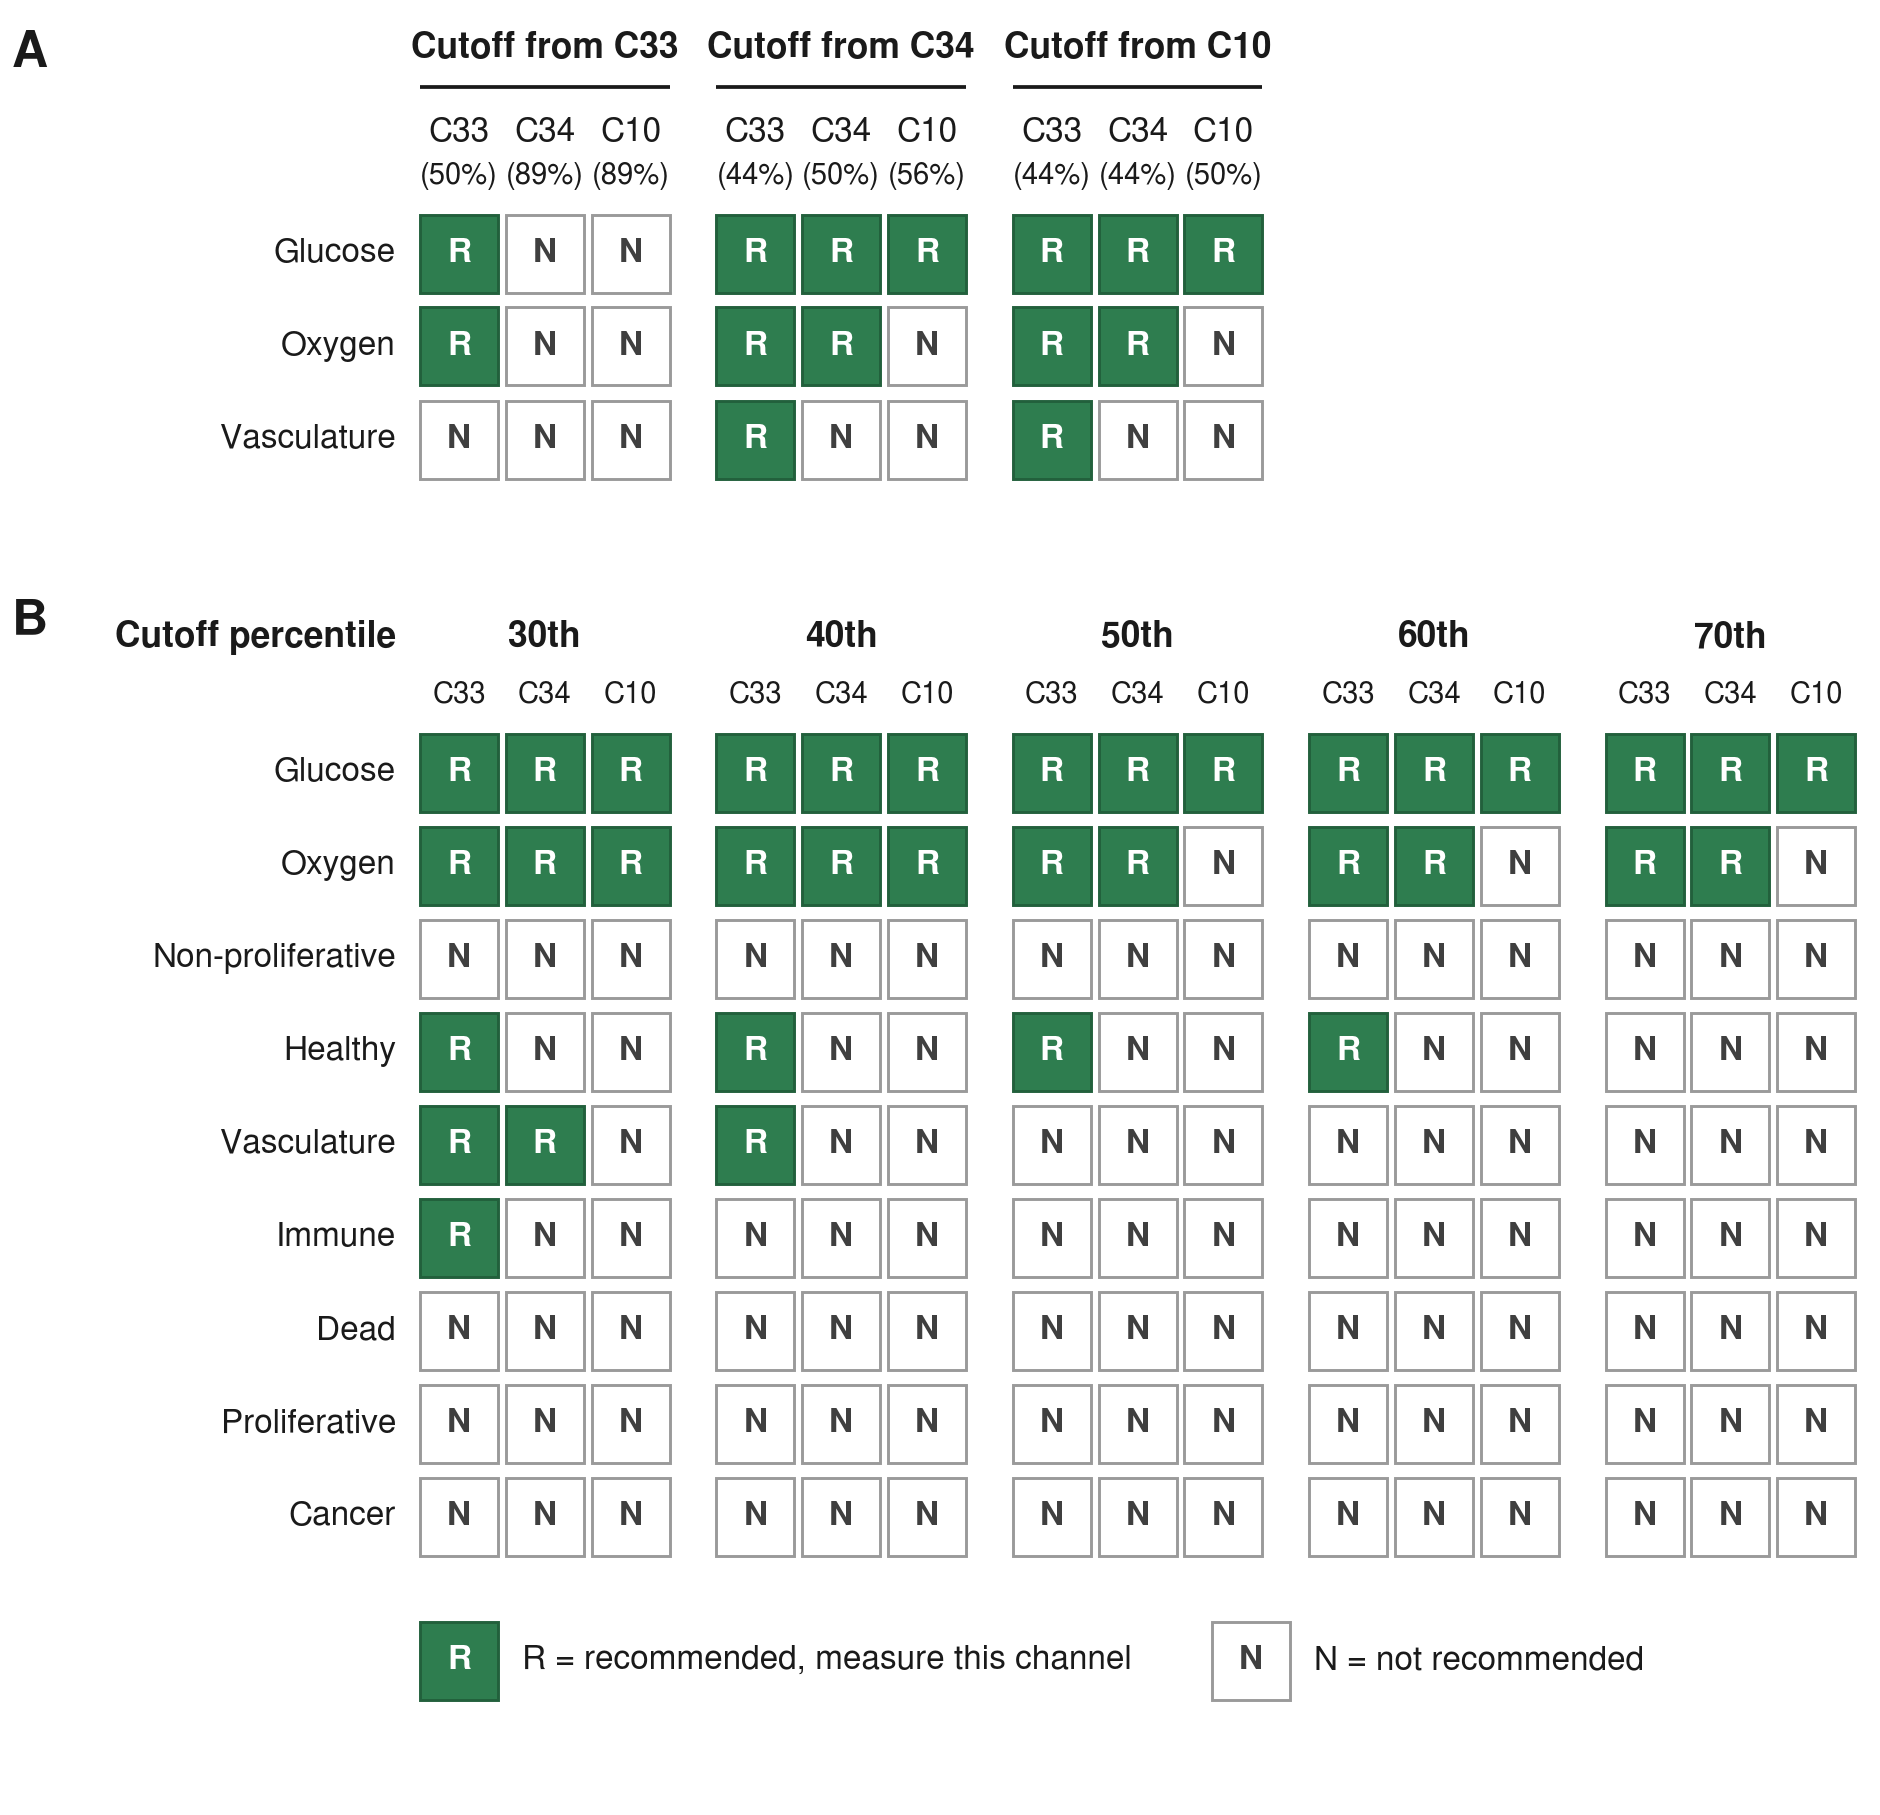 A
Cutoff from C33 Cutoff from C34 Cutoff from C10
C33 C34 C10 C33 C34 C10 C33 C34 C10
(50%) (89%) (89%) (44%) (50%) (56%) (44%) (44%) (50%)
Glucose R N N R R R R R R
Oxygen R N N R R N R R N
Vasculature N N N R N N R N N
B
Cutoff percentile 30th 40th 50th 60th 70th
C33 C34 C10 C33 C34 C10 C33 C34 C10 C33 C34 C10 C33 C34 C10
Glucose R R R R R R R R R R R R R R R
Oxygen R R R R R R R R N R R N R R N
Non-proliferative N N N N N N N N N N N N N N N
Healthy R N N R N N R N N R N N N N N
Vasculature R R N R N N N N N N N N N N N
Immune R N N N N N N N N N N N N N N
Dead N N N N N N N N N N N N N N N
Proliferative N N N N N N N N N N N N N N N
Cancer N N N N N N N N N N N N N N N
R R = recommended, measure this channel N N = not recommended